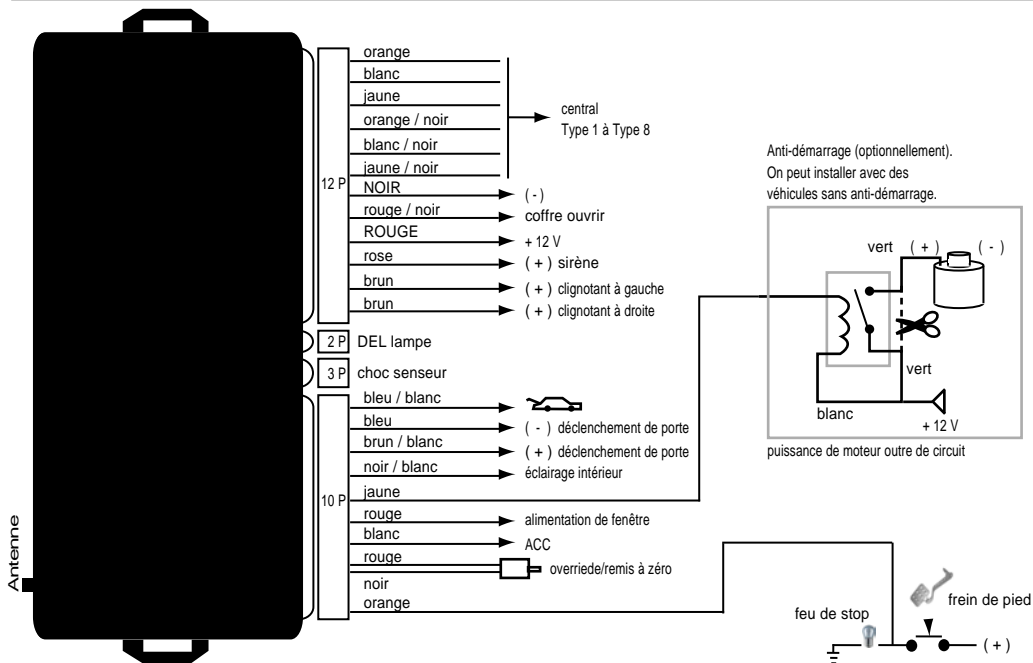 orange
blanc
jaune
orange / noir
blanc / noir
jaune / noir
NOIR
rouge / noir
ROUGE
rose
brun
brun
12 P
central
Type 1 à Type 8
( - )
coffre ouvrir
+ 12 V
( + ) sirène
( + ) clignotant à gauche
( + ) clignotant à droite
2 P
DEL lampe
3 P
choc senseur
bleu / blanc
bleu
brun / blanc
noir / blanc
jaune
rouge
blanc
rouge
noir
orange
10 P
( - ) déclenchement de porte
( + ) déclenchement de porte
éclairage intérieur
alimentation de fenêtre
ACC
overriede/remis à zéro
Antenne
Anti-démarrage (optionnellement).
On peut installer avec des
véhicules sans anti-démarrage.
vert ( + ) ( - )
vert
blanc
+ 12 V
puissance de moteur outre de circuit
feu de stop
frein de pied
( + )